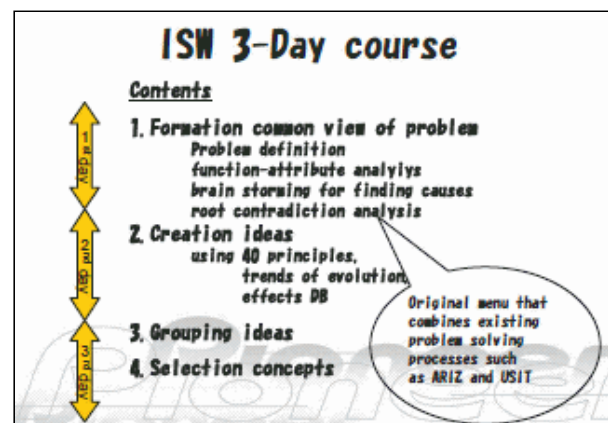 ISW 3-Day course
Contents
1st day
1. Formation common view of problem
Problem definition
function-attribute analyiys
brain storming for finding causes
root contradiction analysis
2nd day
2. Creation ideas
using 40 principles,
trends of evolution,
effects DB
Original menu that
combines existing
problem solving
processes such
as ARIZ and USIT
3rd day
3. Grouping ideas
4. Selection concepts
Pioneer